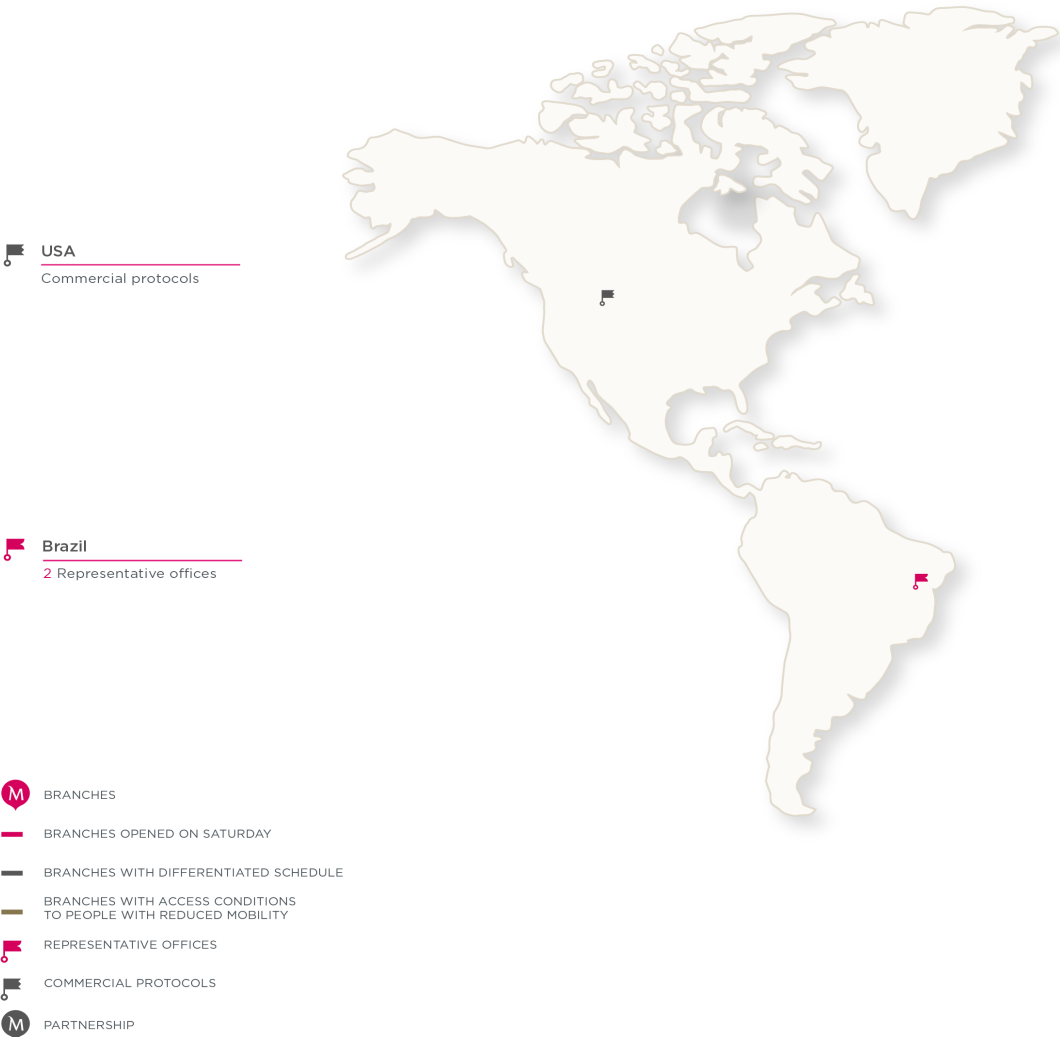 USA
Commercial protocols
Brazil
2 Representative offices
M
BRANCHES
BRANCHES OPENED ON SATURDAY
BRANCHES WITH DIFFERENTIATED SCHEDULE
BRANCHES WITH ACCESS CONDITIONS
TO PEOPLE WITH REDUCED MOBILITY
REPRESENTATIVE OFFICES
COMMERCIAL PROTOCOLS
M
PARTNERSHIP